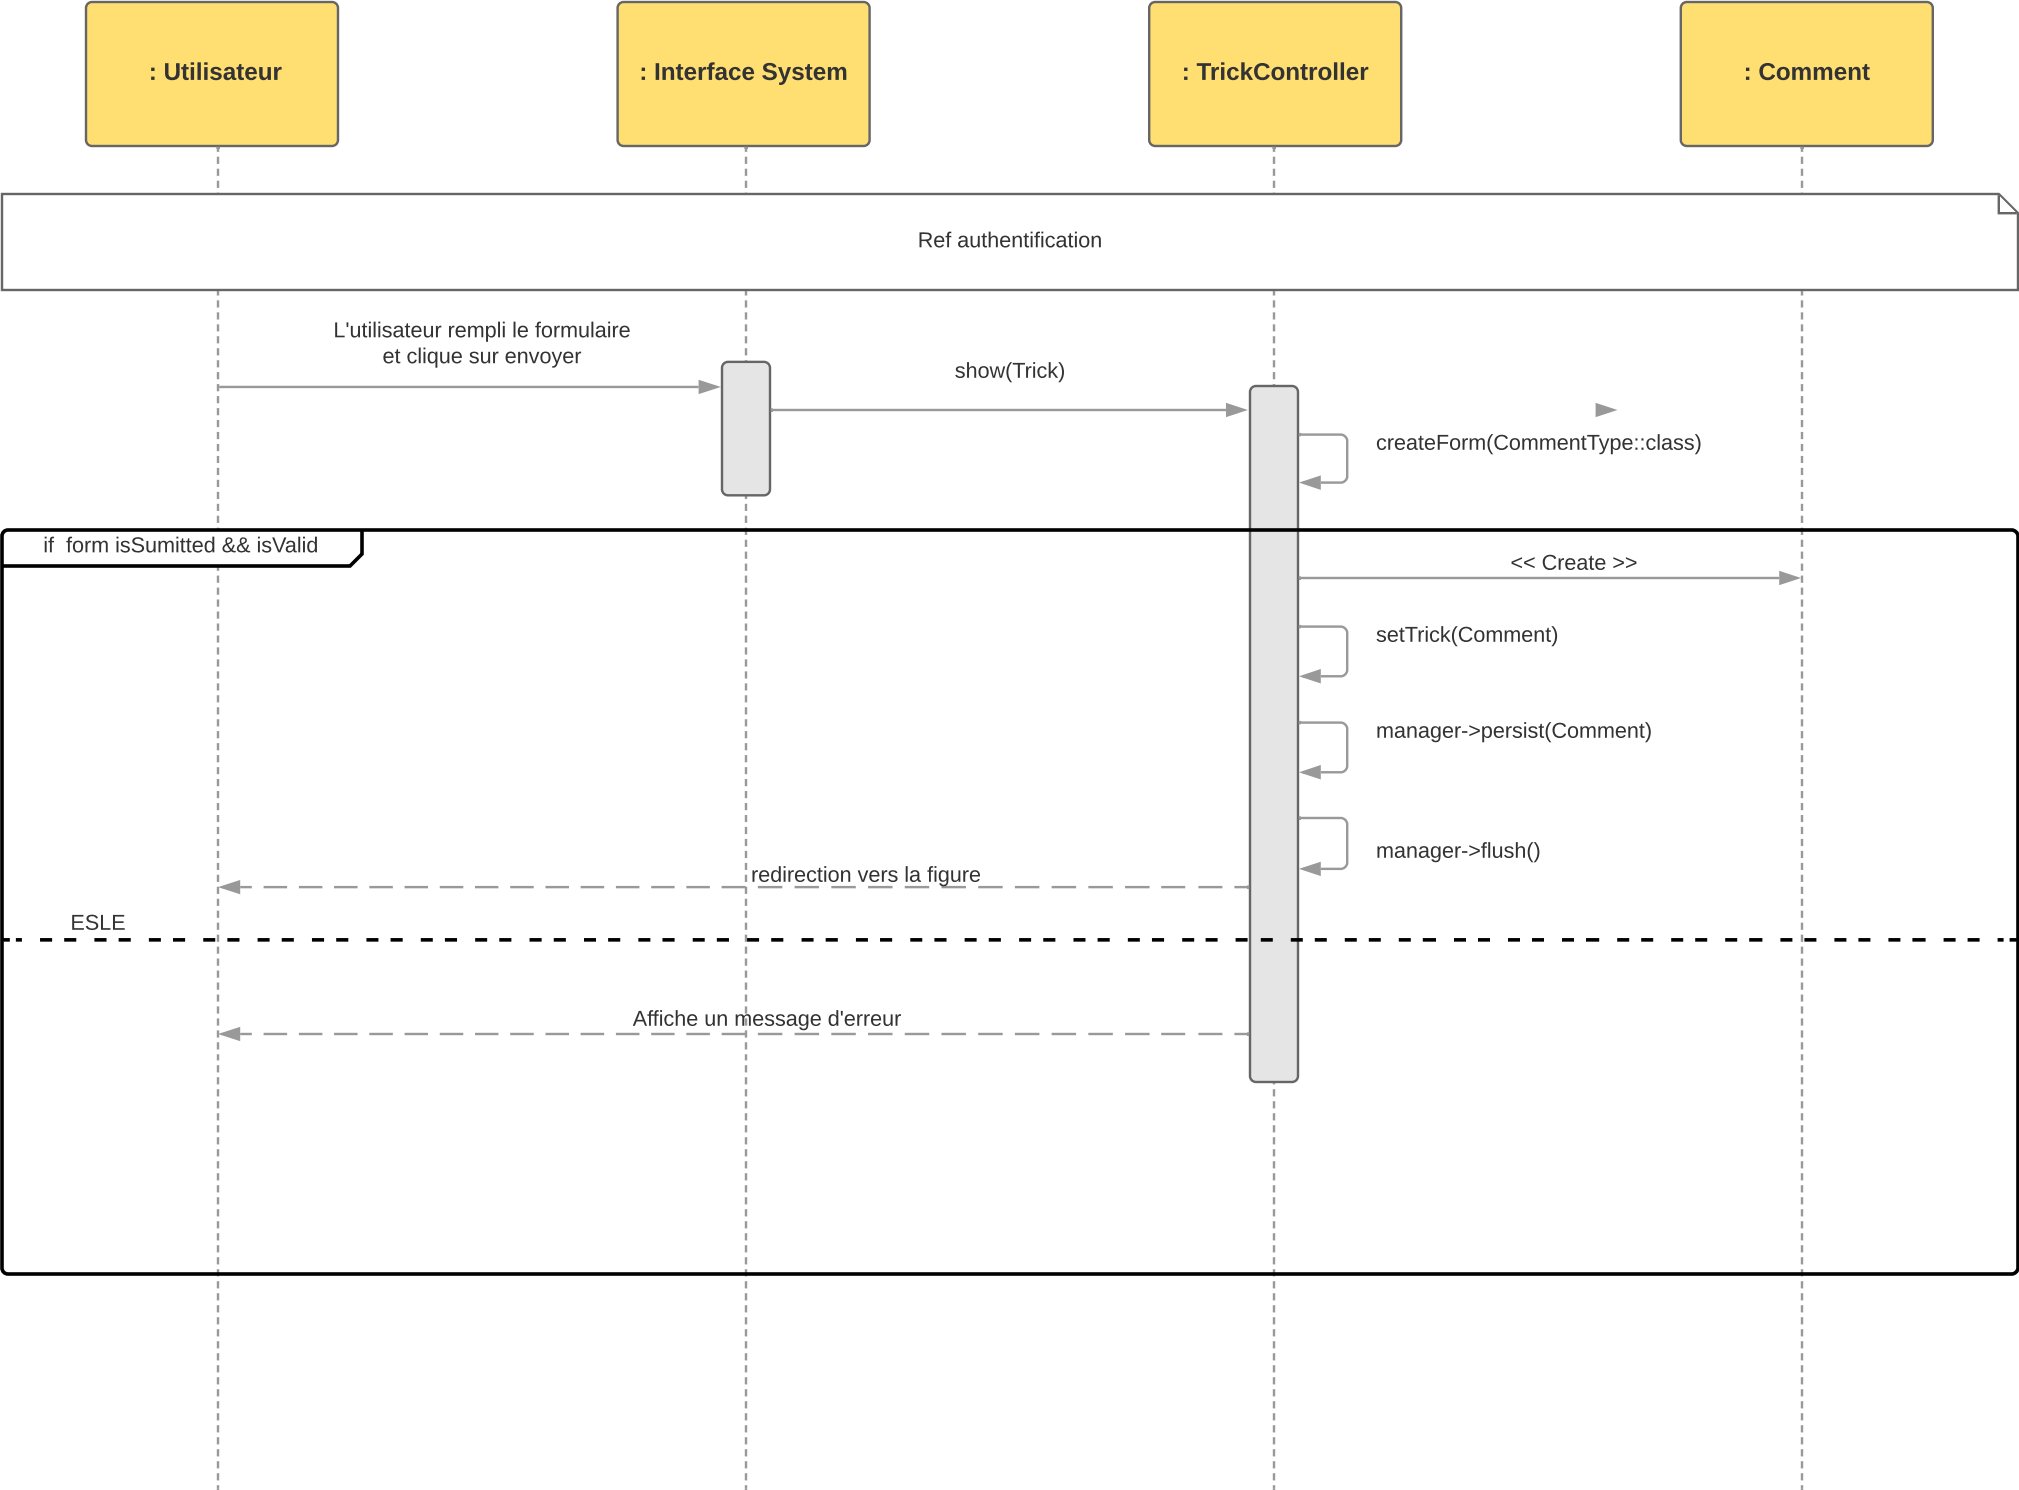 : Utilisateur
: Interface System
: TrickController
: Comment
Ref authentification
L'utilisateur rempli le formulaire
et clique sur envoyer
show(Trick)
createForm(CommentType::class)
if  form isSumitted && isValid
<< Create >>
setTrick(Comment)
manager->persist(Comment)
manager->flush()
redirection vers la figure
ESLE
Affiche un message d'erreur